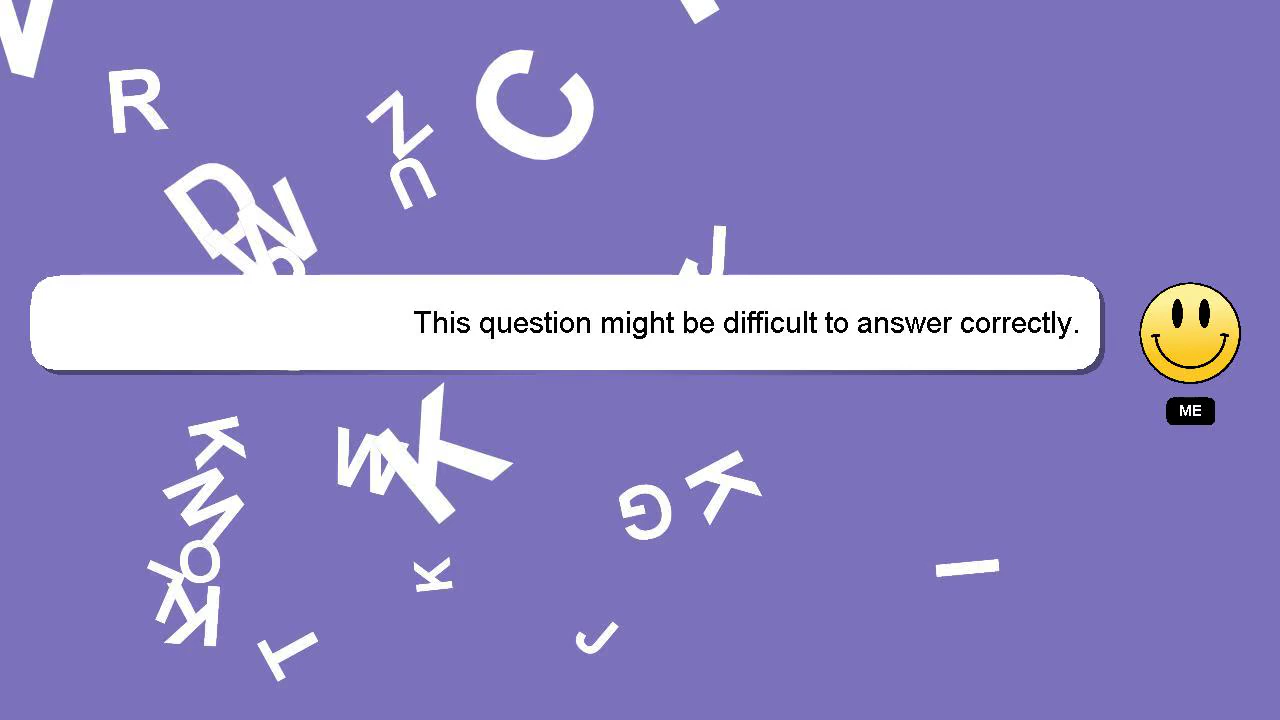 This question might be difficult to answer correctly.
ME
R
N
C
U
D
W
J
K
W
K
M
G
K
O
K
K
I
T
J